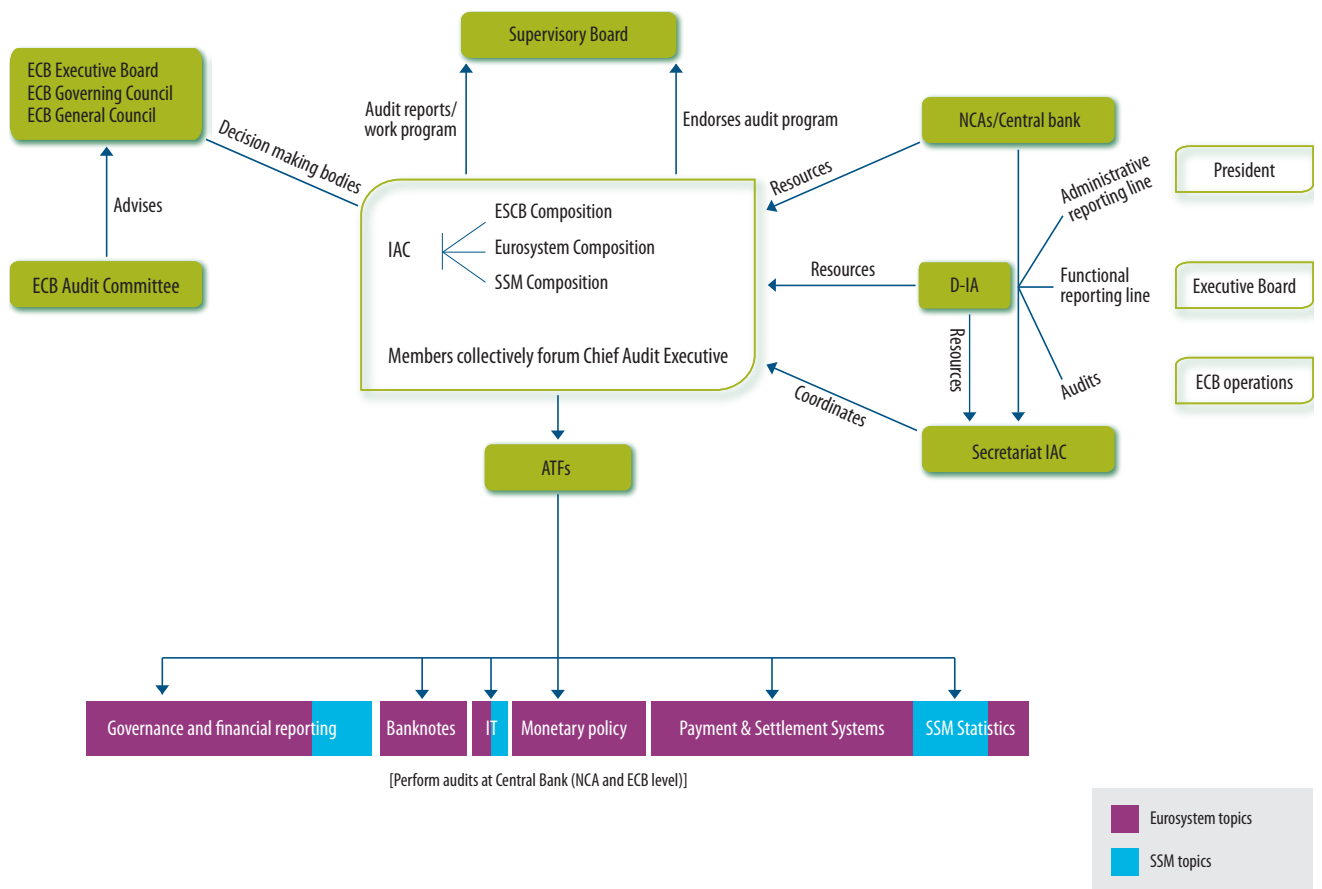 Supervisory Board
ECB Executive Board
ECB Governing Council
ECB General Council
Audit reports/
work program
Endorses audit program
NCAs/Central bank
Decision making bodies
Resources
Administrative
reporting line
President
Advises
ESCB Composition
IAC
Eurosystem Composition
SSM Composition
ECB Audit Committee
Resources
D-IA
Functional
reporting line
Executive Board
Members collectively forum Chief Audit Executive
Resources
Audits
ECB operations
Coordinates
Secretariat IAC
ATFs
Governance and financial reporting
Banknotes
IT
Monetary policy
Payment & Settlement Systems
SSM Statistics
[Perform audits at Central Bank (NCA and ECB level)]
Eurosystem topics
SSM topics